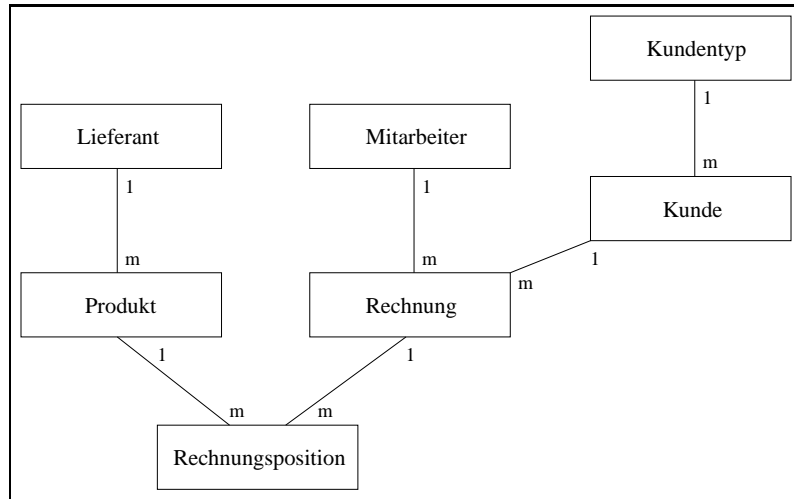 Kundentyp
1
Lieferant
Mitarbeiter
1
1
m
Kunde
m
m
1
m
Produkt
Rechnung
1
1
m
m
Rechnungsposition